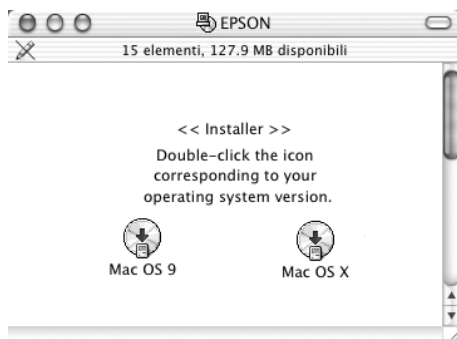 EPSON
15 elementi, 127.9 MB disponibili
<< Installer >>
Double-click the icon
corresponding to your
operating system version.
Mac OS 9 Mac OS X